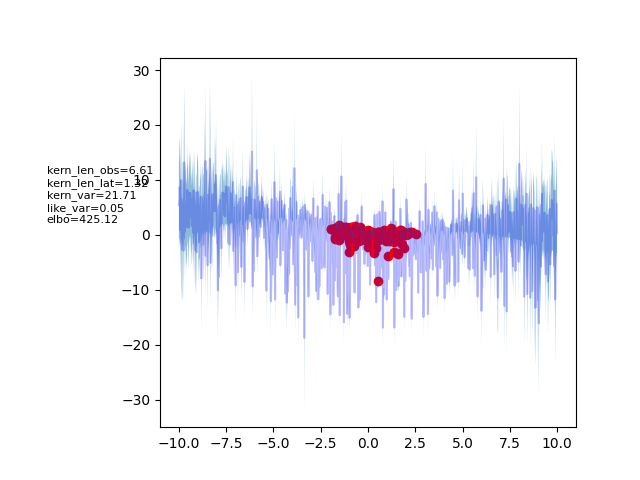 kern_len_obs=6.61
kern_len_lat=1.32
kern_var=21.71
like_var=0.05
elbo=425.12
30
20
10
0
−10
−20
−30
−10.0 −7.5 −5.0 −2.5 0.0 2.5 5.0 7.5 10.0